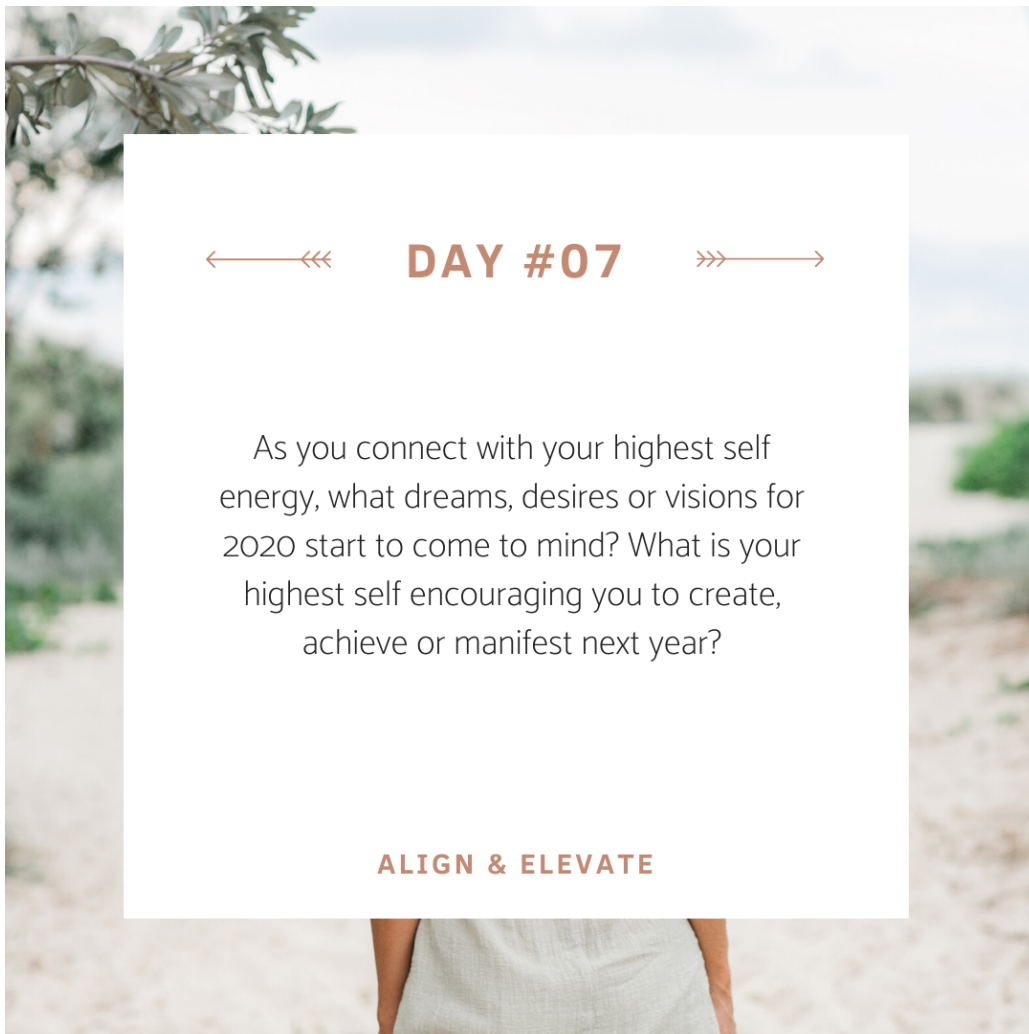 DAY #07
As you connect with your highest self
energy, what dreams, desires or visions for
2020 start to come to mind? What is your
highest self encouraging you to create,
achieve or manifest next year?
ALIGN & ELEVATE